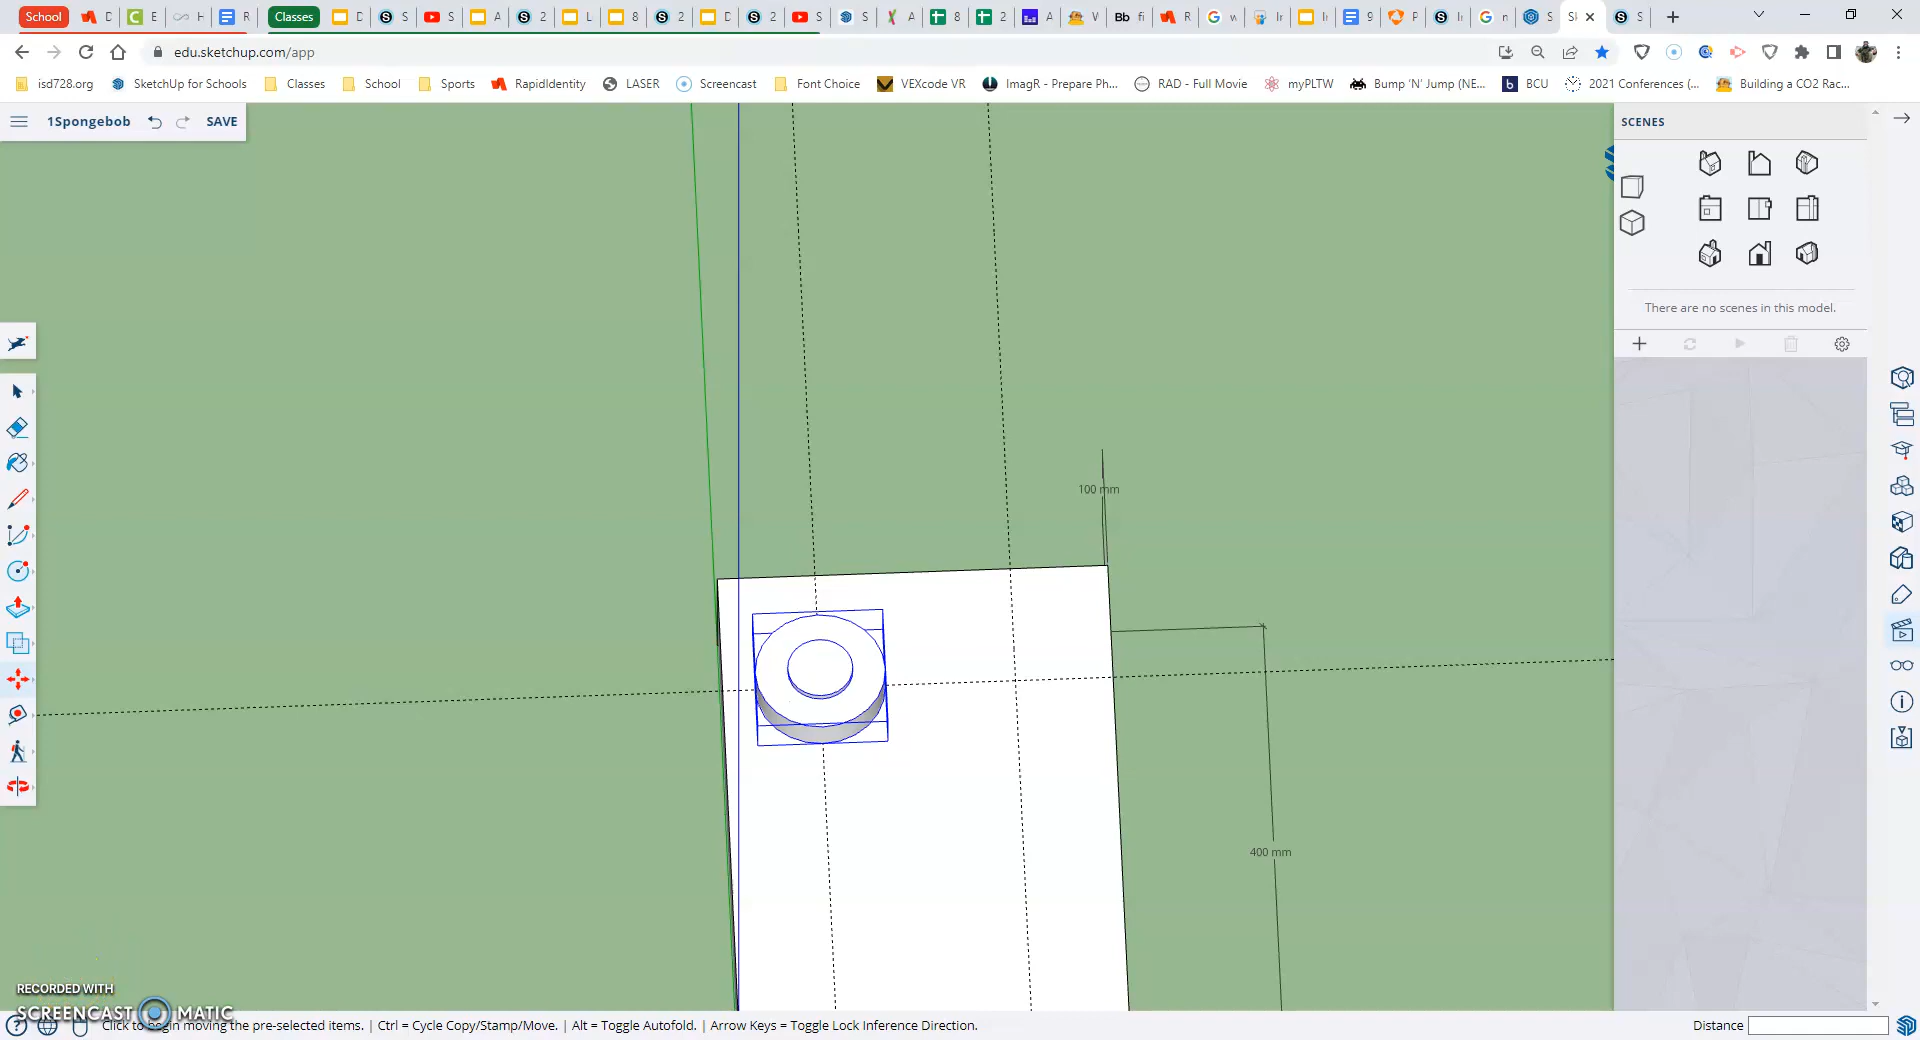 School
Classes
edu.sketchup.com/app
isd728.org
SketchUp for Schools
Classes
School
Sports
RapidIdentity
LASER
Screencast
Font Choice
VEXcode VR
ImagR - Prepare Ph...
RAD - Full Movie
myPLTW
Bump 'N' Jump (NE...
BCU
2021 Conferences (...
Building a CO2 Rac...
1Spongebob
SAVE
SCENES
There are no scenes in this model.
100 mm
400 mm
RECORDED WITH
SCREENCAST MATIC
Click to begin moving the pre-selected items. | Ctrl = Cycle Copy/Stamp/Move. | Alt = Toggle Autofold. | Arrow Keys = Toggle Lock Inference Direction.
Distance